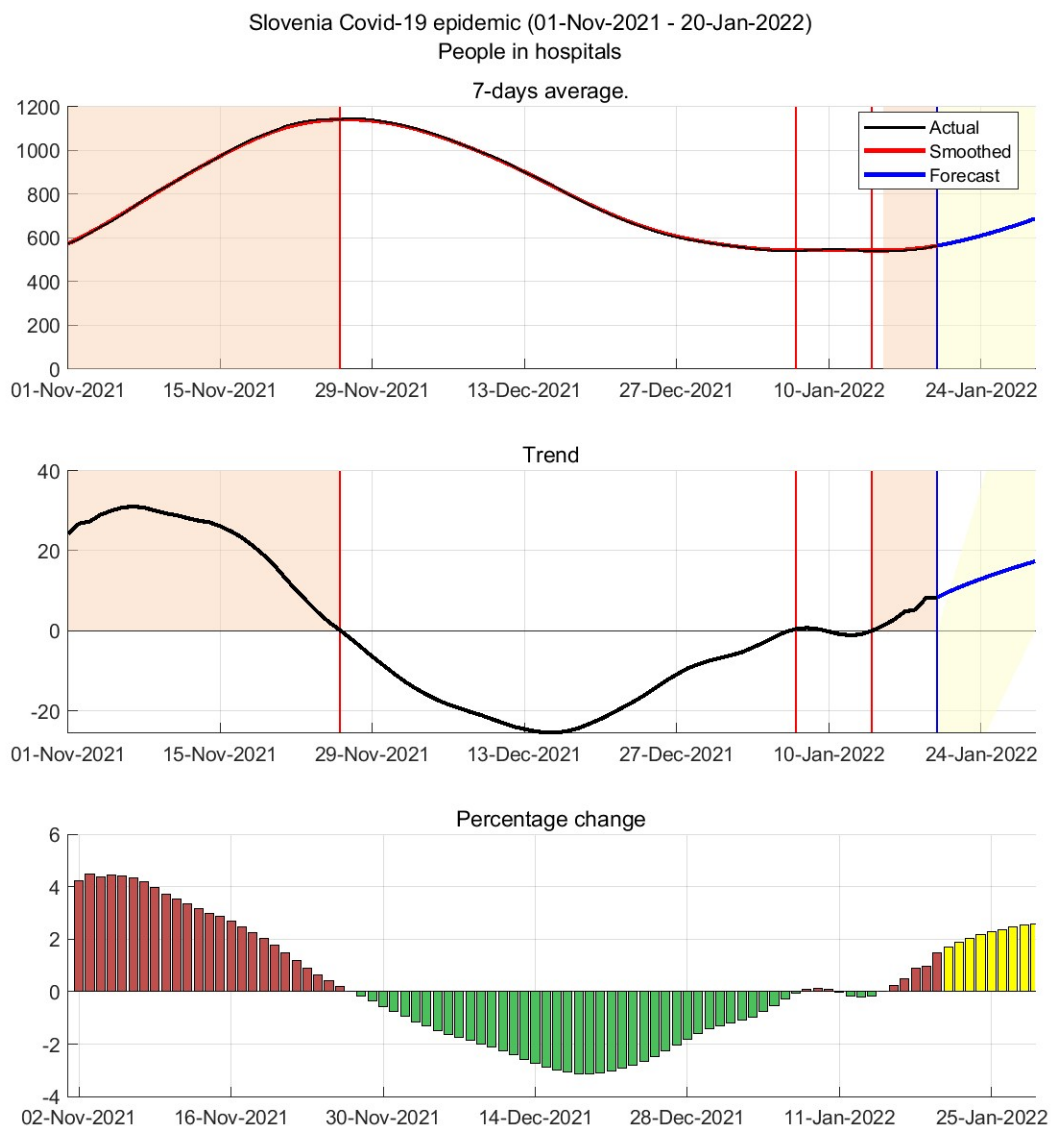 Slovenia Covid-19 epidemic (01-Nov-2021 - 20-Jan-2022)
People in hospitals
7-days average.
1200
1000
800
600
400
200
0
Actual
Smoothed
Forecast
01-Nov-2021 15-Nov-2021 29-Nov-2021 13-Dec-2021 27-Dec-2021 10-Jan-2022 24-Jan-2022
Trend
40
20
0
-20
01-Nov-2021 15-Nov-2021 29-Nov-2021 13-Dec-2021 27-Dec-2021 10-Jan-2022 24-Jan-2022
Percentage change
6
4
2
0
-2
-4
02-Nov-2021 16-Nov-2021 30-Nov-2021 14-Dec-2021 28-Dec-2021 11-Jan-2022 25-Jan-2022